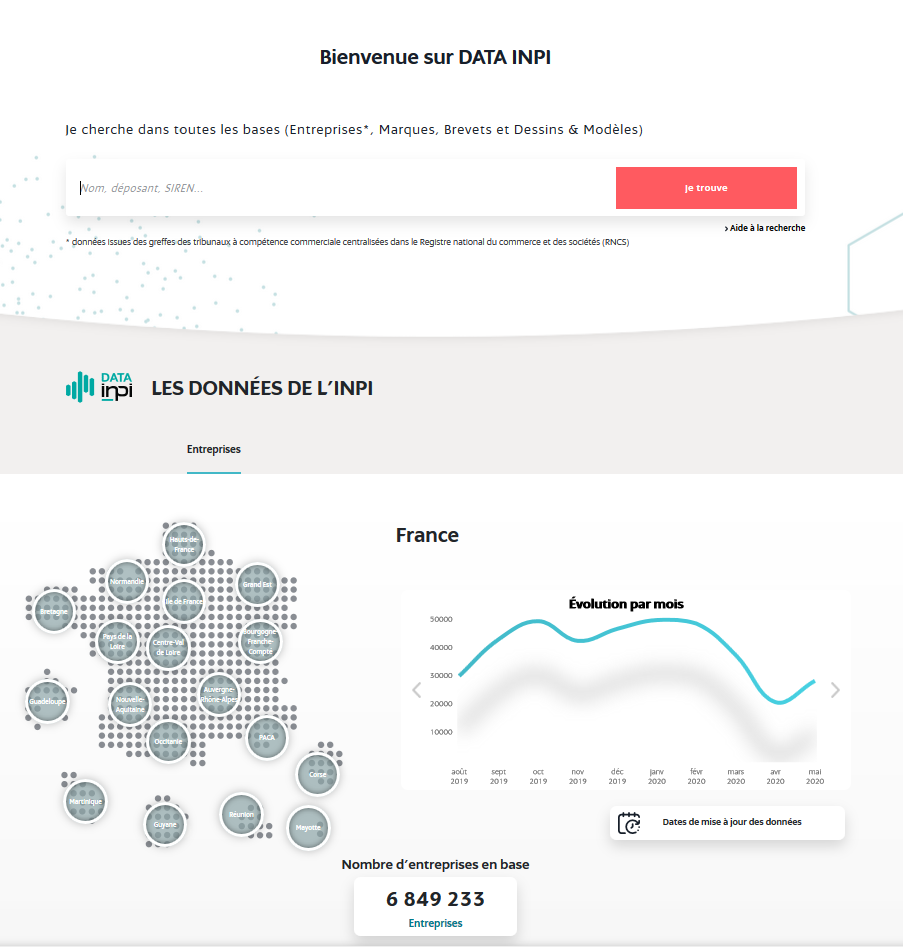 Bienvenue sur DATA INPI
Je cherche dans toutes les bases (Entreprises*, Marques, Brevets et Dessins & Modèles)
Nom, déposant, SIREN...
Je trouve
› Aide à la recherche
* données issues des greffes des tribunaux à compétence commerciale centralisées dans le Registre national du commerce et des sociétés (RNCS)
DATA
inpi
LES DONNÉES DE L'INPI
Entreprises
Hauts-de-
France
Normandie
Grand Est
Ile de France
Bretagne
Pays de la
Loire
Centre-Val
de Loire
Bourgogne-
Franche-
Compte
Guadeloupe
Nouvelle-
Aquitaine
Auvergne-
Rhône-Alpes
Occitanie
PACA
Corse
Martinique
Guyane
Réunion
Mayotte
France
Évolution par mois
50000
40000
30000
20000
10000
août sept oct nov déc janv févr mars avr mai
2019 2019 2019 2019 2019 2020 2020 2020 2020 2020
Dates de mise à jour des données
Nombre d'entreprises en base
6 849 233
Entreprises